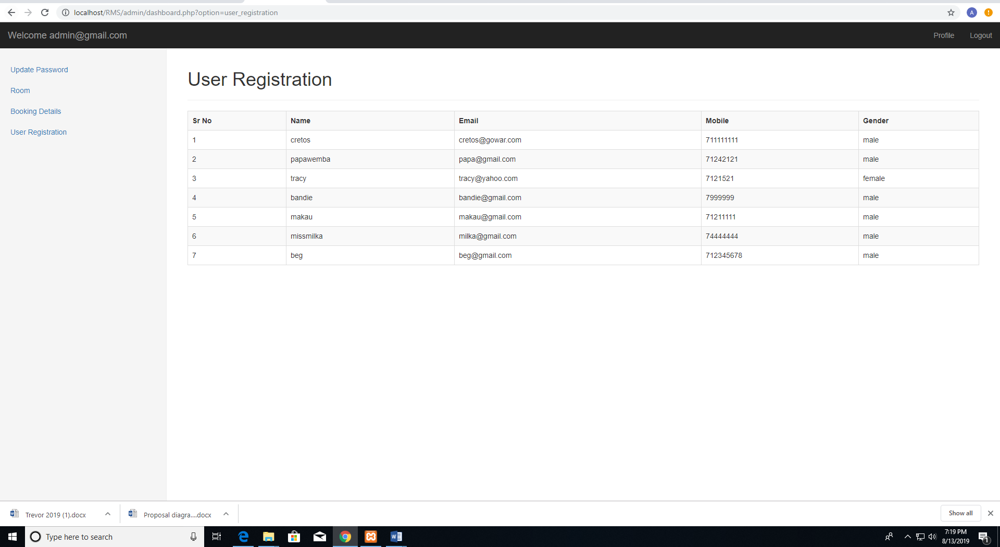 localhost/RMS/admin/dashboard.php?option=user_registration
A
Welcome admin@gmail.com
Profile
Logout
Update Password
Room
Booking Details
User Registration
User Registration
Sr No Name Email Mobile Gender
1 cretos cretos@gowar.com 711111111 male
2 papawemba papa@gmail.com 71242121 male
3 tracy tracy@yahoo.com 7121521 female
4 bandie bandie@gmail.com 7999999 male
5 makau makau@gmail.com 71211111 male
6 missmilka milka@gmail.com 74444444 male
7 beg beg@gmail.com 712345678 male
Trevor 2019 (1).docx
Proposal diagra....docx
Show all
Type here to search
7:19 PM
8/13/2019
1